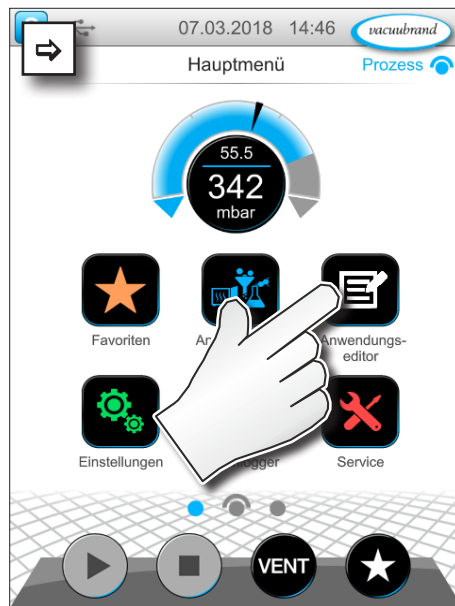 07.03.2018 14:46 vacuubrand
Hauptmenü Prozess
55.5
342
mbar
Favoriten Anwendungs-
editor
Einstellungen Service
VENT